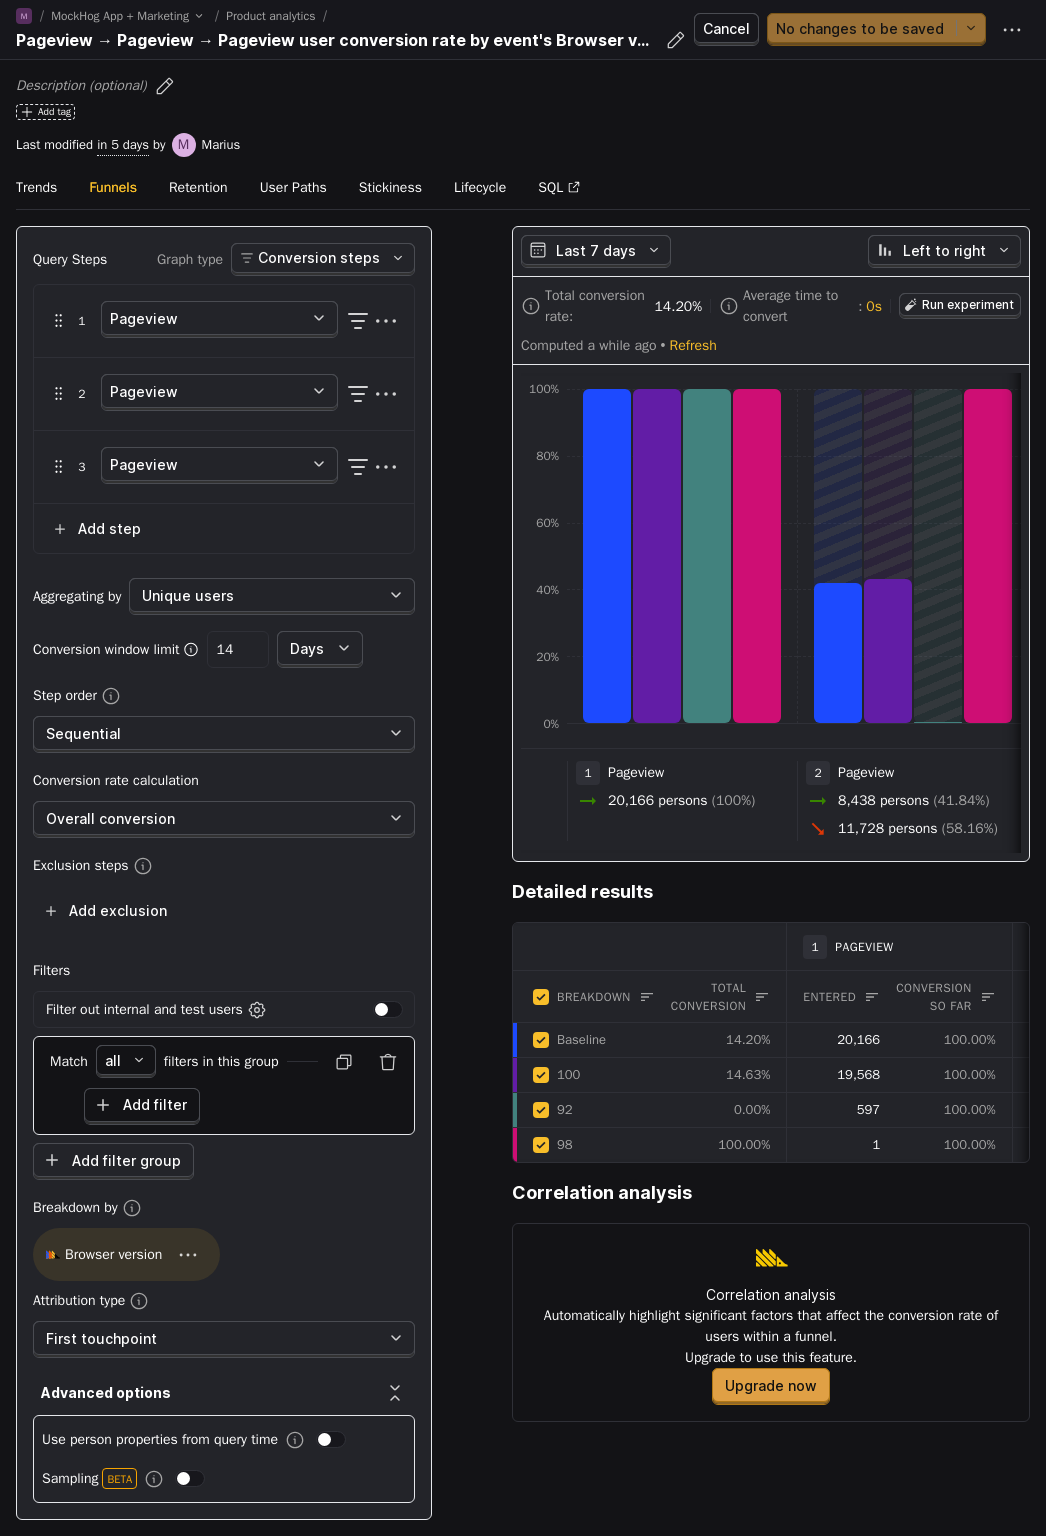 M / MockHog App + Marketing / Product analytics /
Pageview → Pageview → Pageview user conversion rate by event's Browser v...
Cancel
No changes to be saved
Description (optional)
Add tag
Last modified in 5 days by M Marius
Trends Funnels Retention User Paths Stickiness Lifecycle SQL
Query Steps
Graph type Conversion steps
1 Pageview
2 Pageview
3 Pageview
Add step
Aggregating by Unique users
Conversion window limit 14 Days
Step order
Sequential
Conversion rate calculation
Overall conversion
Exclusion steps
Add exclusion
Filters
Filter out internal and test users
Match all filters in this group
Add filter
Add filter group
Breakdown by
Browser version
Attribution type
First touchpoint
Advanced options
Use person properties from query time
Sampling BETA
Last 7 days
Left to right
Total conversion rate: 14.20%
Average time to convert : 0s
Run experiment
Computed a while ago • Refresh
100%
80%
60%
40%
20%
0%
1 Pageview
20,166 persons (100%)
2 Pageview
8,438 persons (41.84%)
11,728 persons (58.16%)
Detailed results
1 PAGEVIEW
BREAKDOWN TOTAL CONVERSION ENTERED CONVERSION SO FAR
Baseline 14.20% 20,166 100.00%
100 14.63% 19,568 100.00%
92 0.00% 597 100.00%
98 100.00% 1 100.00%
Correlation analysis
Correlation analysis
Automatically highlight significant factors that affect the conversion rate of
users within a funnel.
Upgrade to use this feature.
Upgrade now